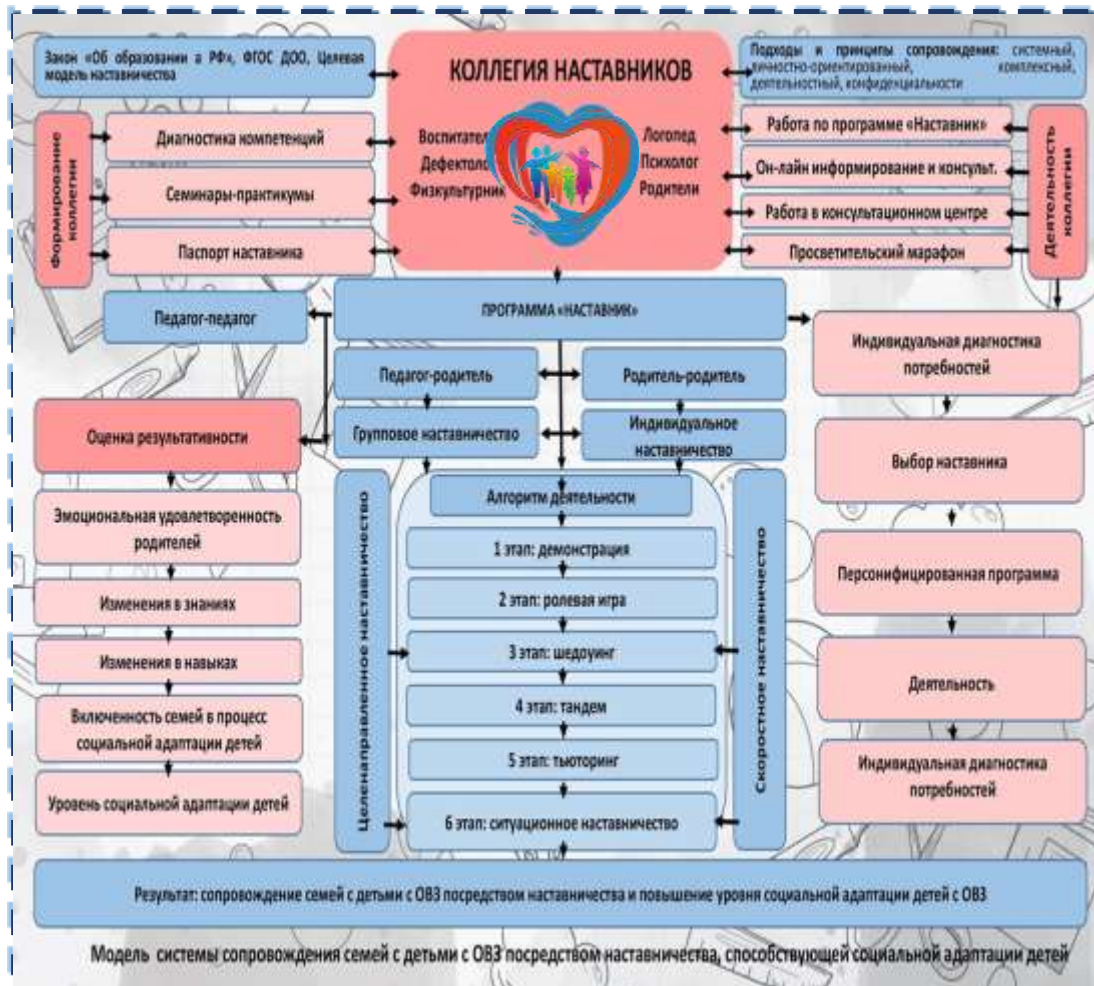 Закон «Об образовании а РФ», ФГОС ДОО, Целевая
модель наставничества
КОЛЛЕГИЯ НАСТАВНИКОВ
Подходы и принципы сопровождения: системный,
личностно-ориентированный, комплексный,
деятельностный, конфиденциальности
Формирование
коллегии
Диагностика компетенций
Семинары-практикумы
Паспорт наставника
Воспитател
Дефектоло
Физкультурник
Логопед
Психолог
Родители
Работа по программе «Наставник»
Он-лайн информирование и консульт.
Работа в консультационном центре
Просветительский марафон
Деятельность
коллегии
Педагог-педагог
ПРОГРАММА «НАСТАВНИК»
Педагог-родитель
Родитель-родитель
Групповое наставничество
Индивидуальное
наставничество
Оценка результативности
Эмоциональная удовлетворенность
родителей
Изменения в знаниях
Изменения в навыках
Включенность семей в процесс
социальной адаптации детей
Уровень социальной адаптации детей
Целенаправленное наставничество
Алгоритм деятельности
1 этап: демонстрация
2 этап: ролевая игра
3 этап: шедоуинг
4 этап: тандем
5 этап: тьюторинг
6 этап: ситуационное наставничество
Скоростное наставничество
Индивидуальная диагностика
потребностей
Выбор наставника
Персонифицированная программа
Деятельность
Индивидуальная диагностика
потребностей
Результат: сопровождение семей с детьми с ОВЗ посредством наставничества и повышение уровня социальной адаптации детей с ОВЗ
Модель системы сопровождения семей с детьми с ОВЗ посредством наставничества, способствующей социальной адаптации детей